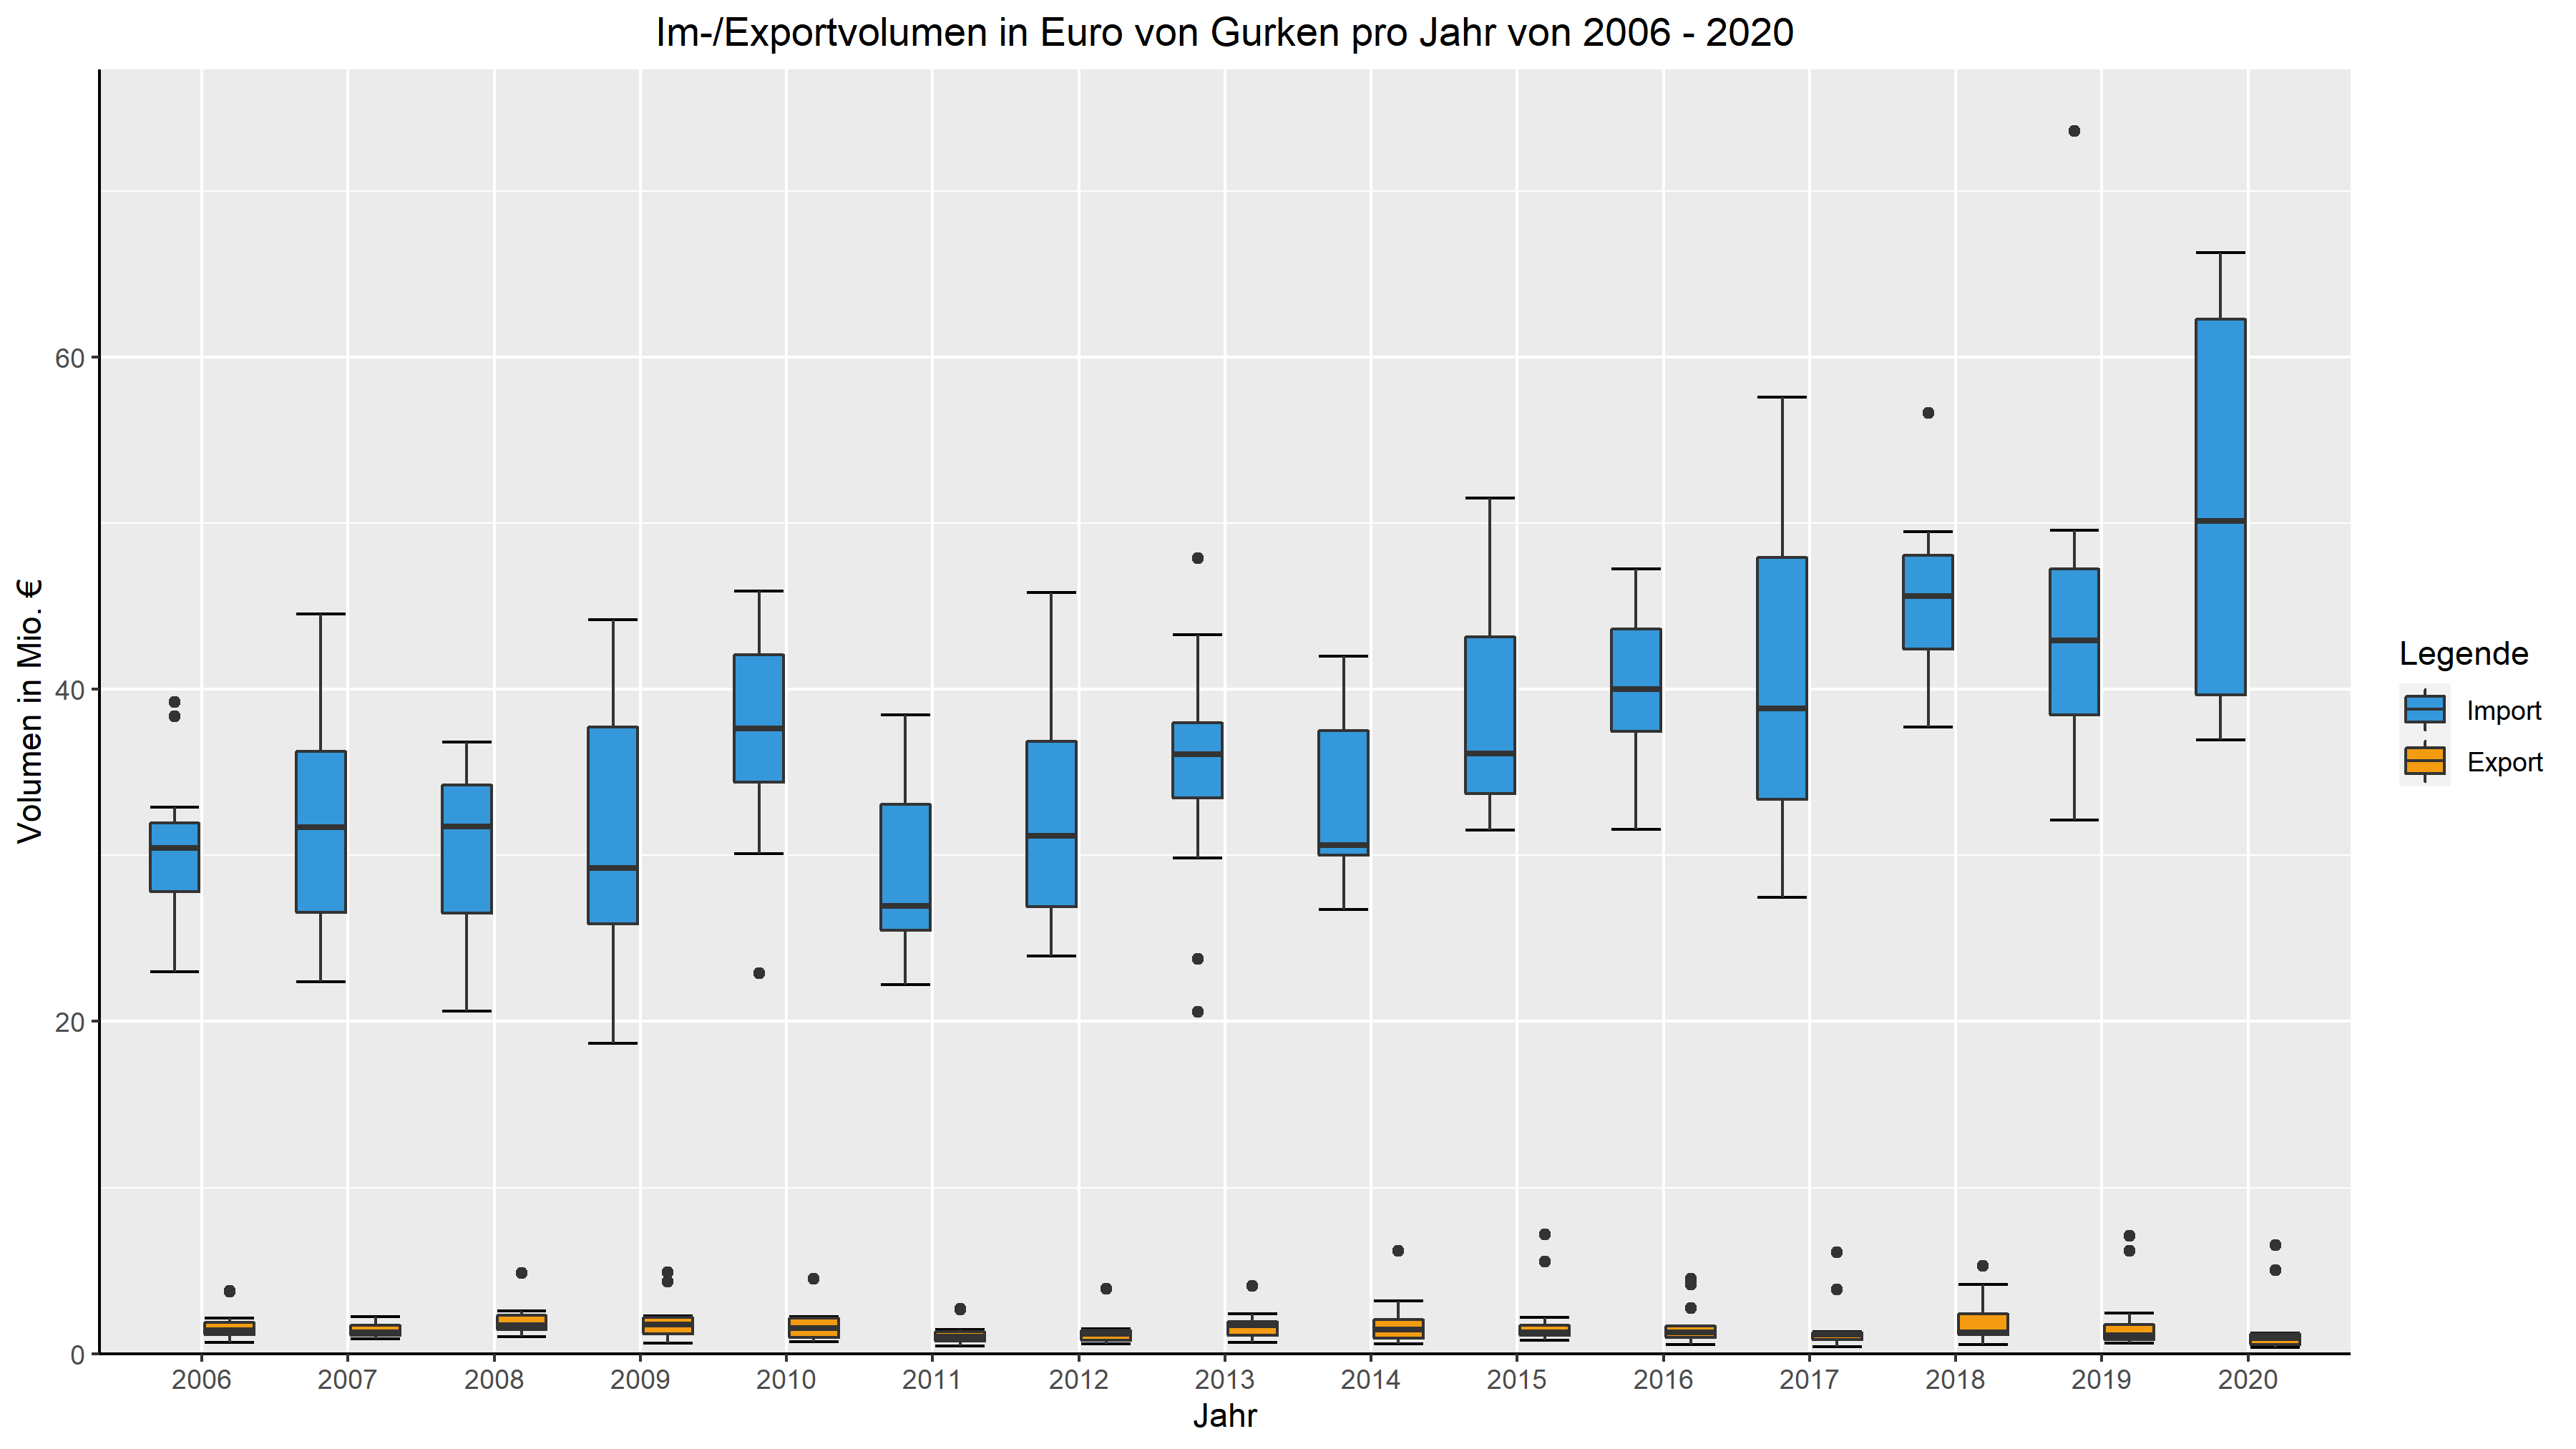 Im-/Exportvolumen in Euro von Gurken pro Jahr von 2006 - 2020
Volumen in Mio. €
60
40
20
0
2006 2007 2008 2009 2010 2011 2012 2013 2014 2015 2016 2017 2018 2019 2020
Jahr
Legende
Import
Export